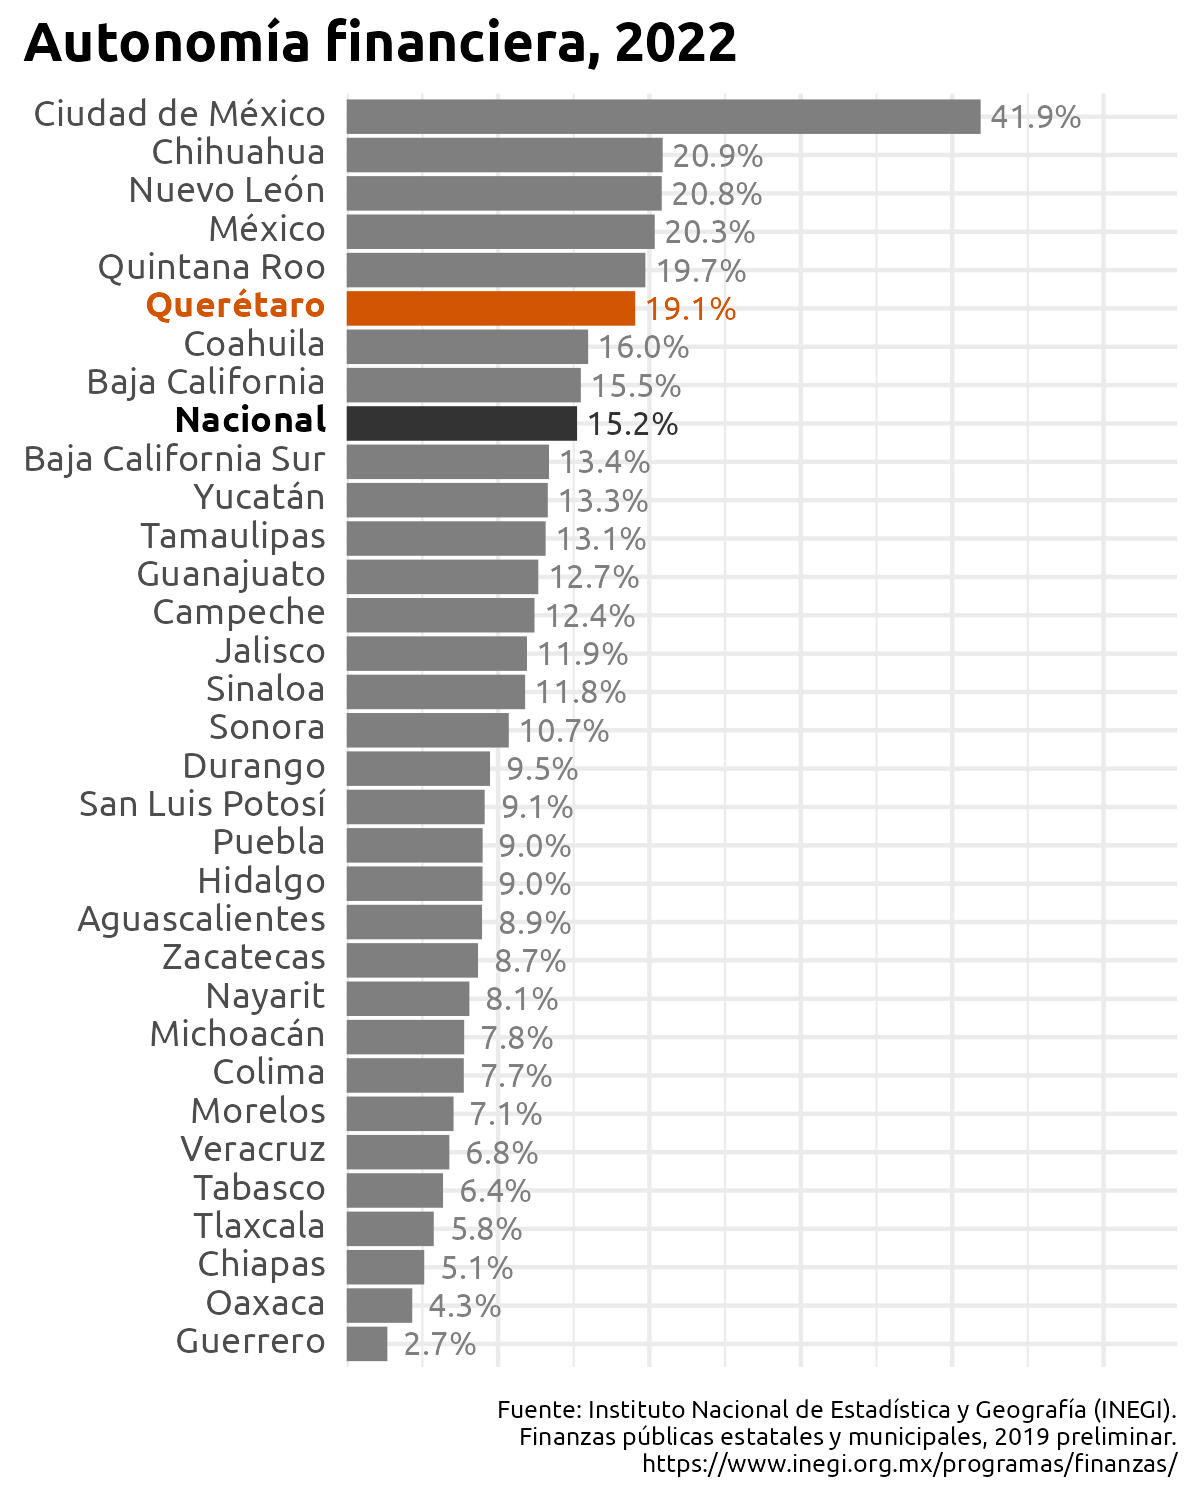 Autonomía financiera, 2022
Ciudad de México 41.9%
Chihuahua 20.9%
Nuevo León 20.8%
México 20.3%
Quintana Roo 19.7%
Querétaro 19.1%
Coahuila 16.0%
Baja California 15.5%
Nacional 15.2%
Baja California Sur 13.4%
Yucatán 13.3%
Tamaulipas 13.1%
Guanajuato 12.7%
Campeche 12.4%
Jalisco 11.9%
Sinaloa 11.8%
Sonora 10.7%
Durango 9.5%
San Luis Potosí 9.1%
Puebla 9.0%
Hidalgo 9.0%
Aguascalientes 8.9%
Zacatecas 8.7%
Nayarit 8.1%
Michoacán 7.8%
Colima 7.7%
Morelos 7.1%
Veracruz 6.8%
Tabasco 6.4%
Tlaxcala 5.8%
Chiapas 5.1%
Oaxaca 4.3%
Guerrero 2.7%
Fuente: Instituto Nacional de Estadística y Geografía (INEGI).
Finanzas públicas estatales y municipales, 2019 preliminar.
https://www.inegi.org.mx/programas/finanzas/